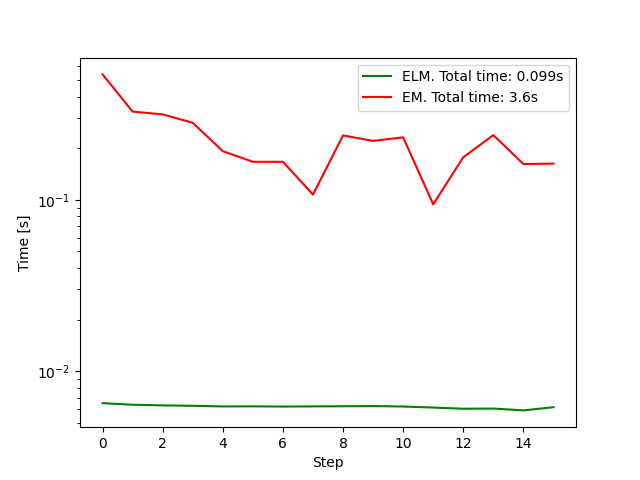 ELM. Total time: 0.099s
EM. Total time: 3.6s
10⁻¹
10⁻²
Time [s]
0 2 4 6 8 10 12 14
Step